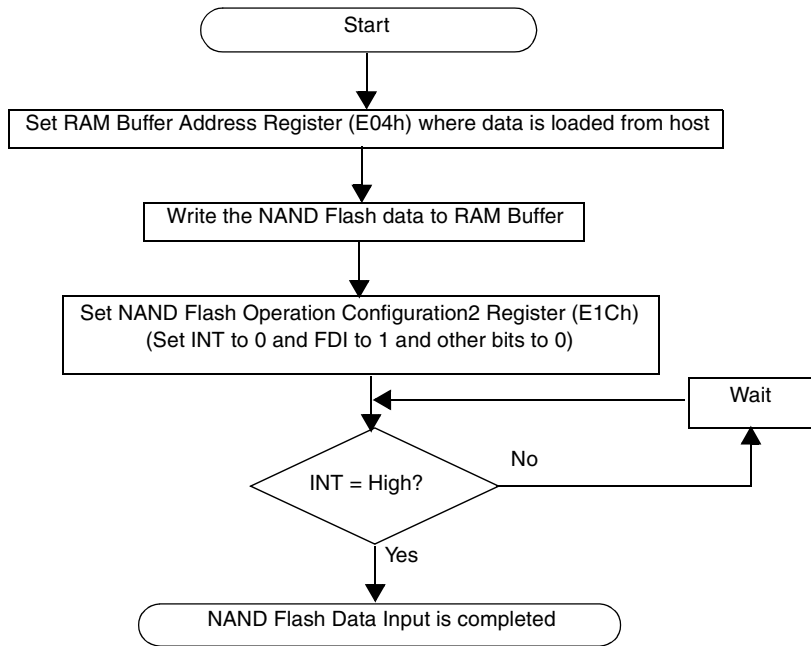 Start
Set RAM Buffer Address Register (E04h) where data is loaded from host
Write the NAND Flash data to RAM Buffer
Set NAND Flash Operation Configuration2 Register (E1Ch)
(Set INT to 0 and FDI to 1 and other bits to 0)
Wait
No
INT = High?
Yes
NAND Flash Data Input is completed